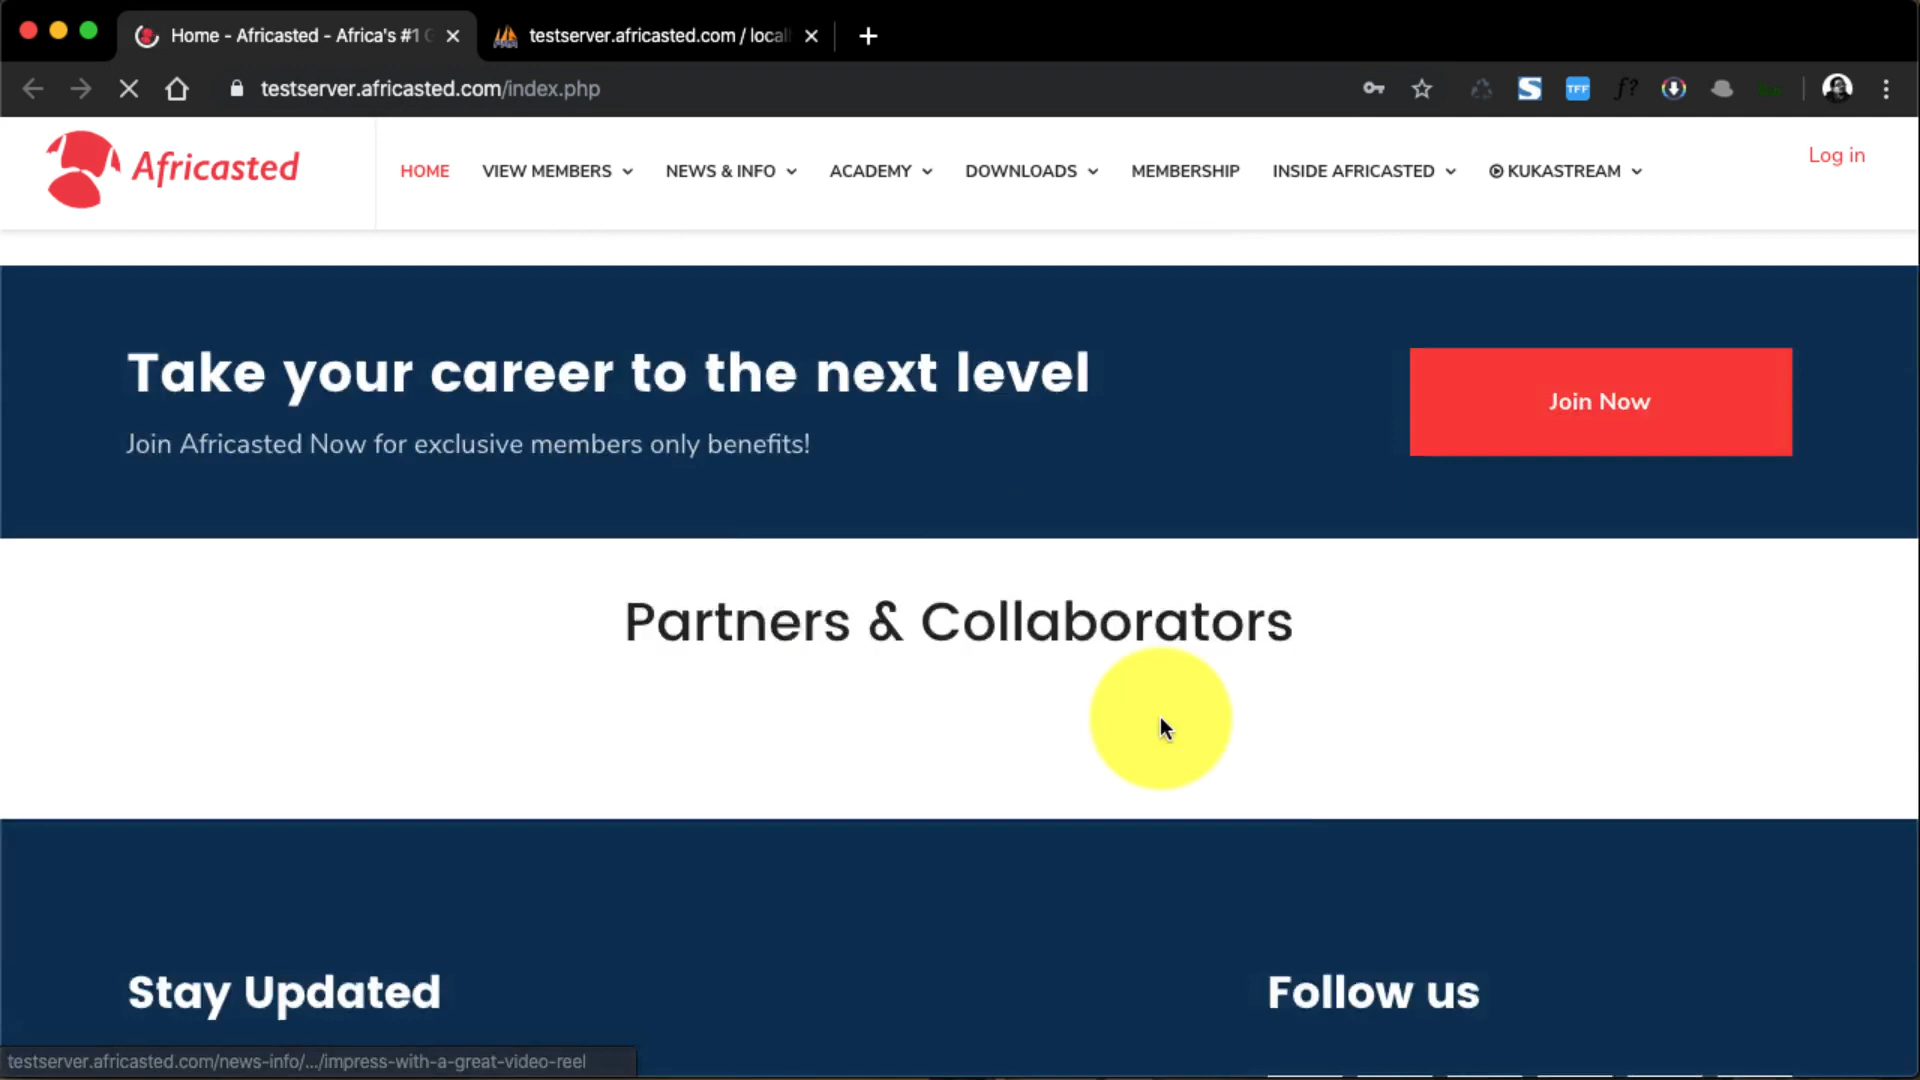 Home - Africasted - Africa's #1
testserver.africasted.com / local
testserver.africasted.com/index.php
TFF
f?
Africasted
HOME
VIEW MEMBERS
NEWS & INFO
ACADEMY
DOWNLOADS
MEMBERSHIP
INSIDE AFRICASTED
KUKASTREAM
Log in
Take your career to the next level
Join Africasted Now for exclusive members only benefits!
Join Now
Partners & Collaborators
Stay Updated
Follow us
testserver.africasted.com/news-info/.../impress-with-a-great-video-reel